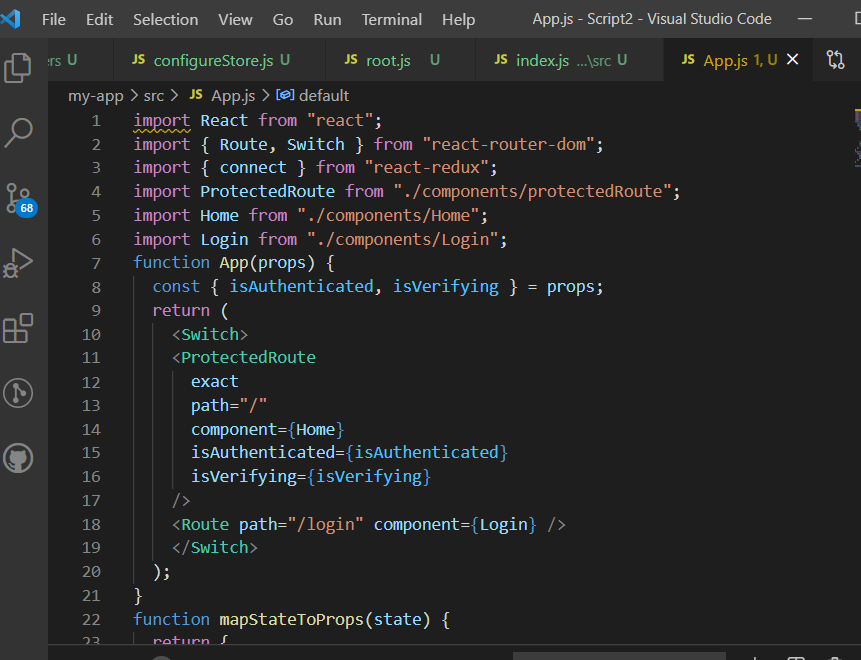 File Edit Selection View Go Run Terminal Help App.js - Script2 - Visual Studio Code
ers U JS configureStore.js U JS root.js U JS index.js ...\src U JS App.js 1, U
my-app > src > JS App.js > default
1 import React from "react";
2 import { Route, Switch } from "react-router-dom";
3 import { connect } from "react-redux";
4 import ProtectedRoute from "./components/protectedRoute";
5 import Home from "./components/Home";
6 import Login from "./components/Login";
7 function App(props) {
8 const { isAuthenticated, isVerifying } = props;
9 return (
10 <Switch>
11 <ProtectedRoute
12 exact
13 path="/"
14 component={Home}
15 isAuthenticated={isAuthenticated}
16 isVerifying={isVerifying}
17 />
18 <Route path="/login" component={Login} />
19 </Switch>
20 );
21 }
22 function mapStateToProps(state) {
23 return {
68